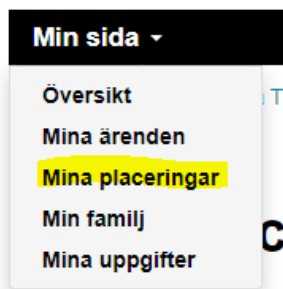 Min sida
Översikt
T
Mina ärenden
Mina placeringar
Min familj
Mina uppgifter